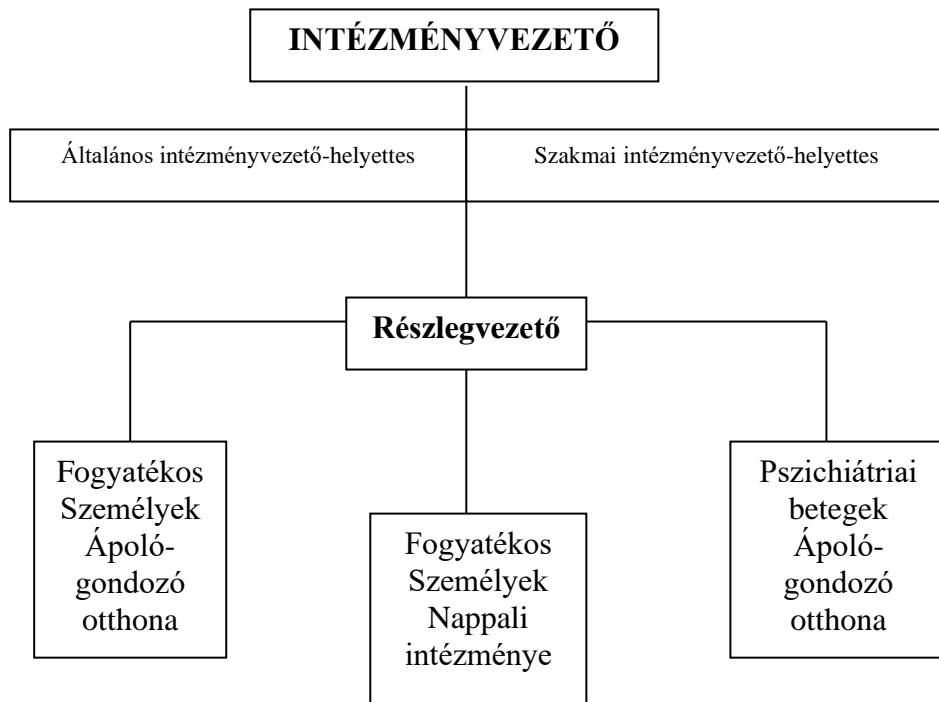 INTÉZMÉNYVEZETŐ
Általános intézményvezető-helyettes
Szakmai intézményvezető-helyettes
Részlegvezető
Fogyatékos
Személyek
Ápoló-
gondozó
otthona
Fogyatékos
Személyek
Nappali
intézménye
Pszichiátriai
betegek
Ápoló-
gondozó
otthona